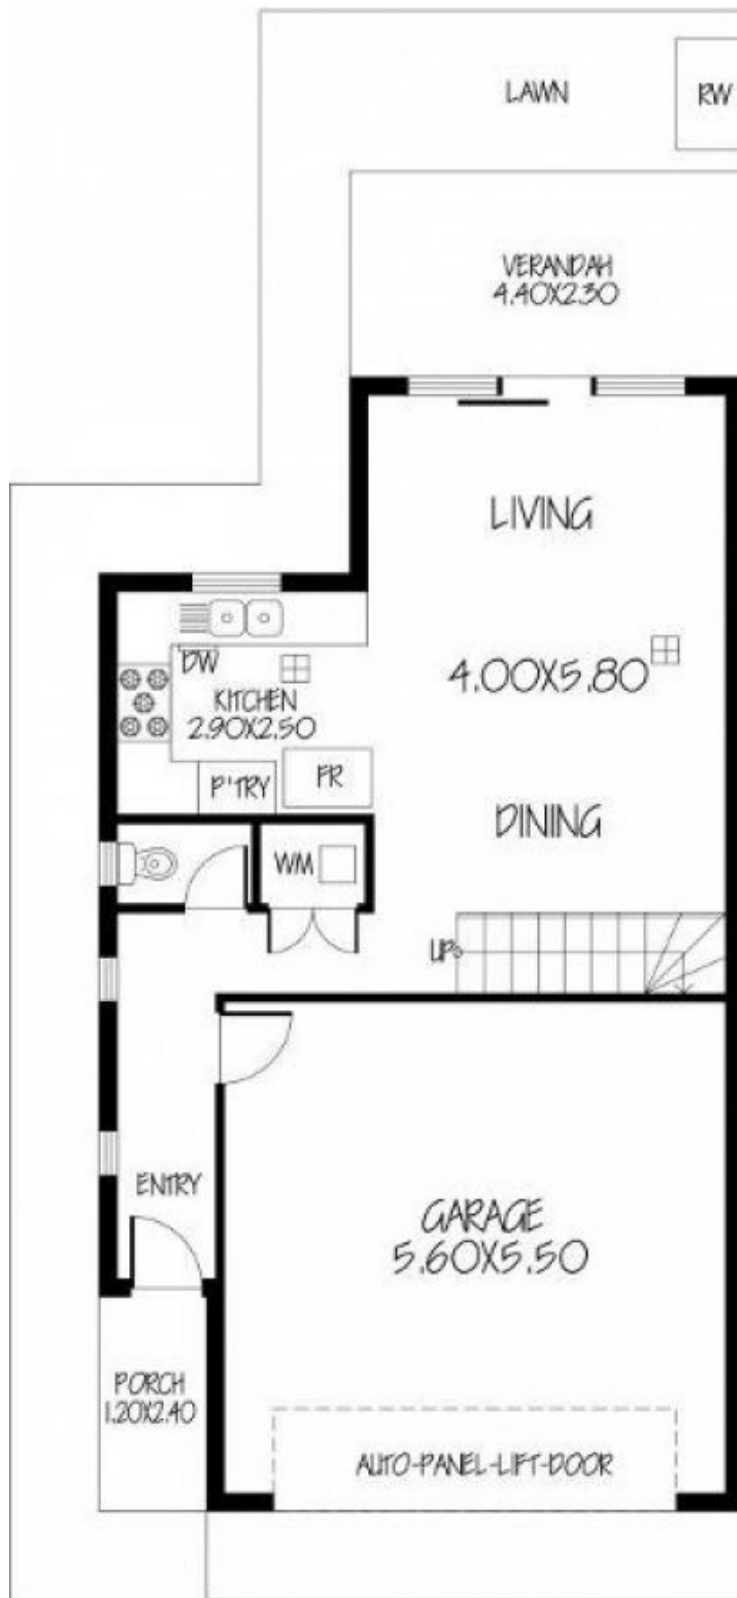 LAWN
RW
VERANDAH
4.40X2.30
LIVING
4.00X5.80
DW
KITCHEN
2.90X2.50
P'TRY
FR
DINING
WM
UP
ENTRY
GARAGE
5.60X5.50
PORCH
1.20X2.40
AUTO-PANEL-LIFT-DOOR